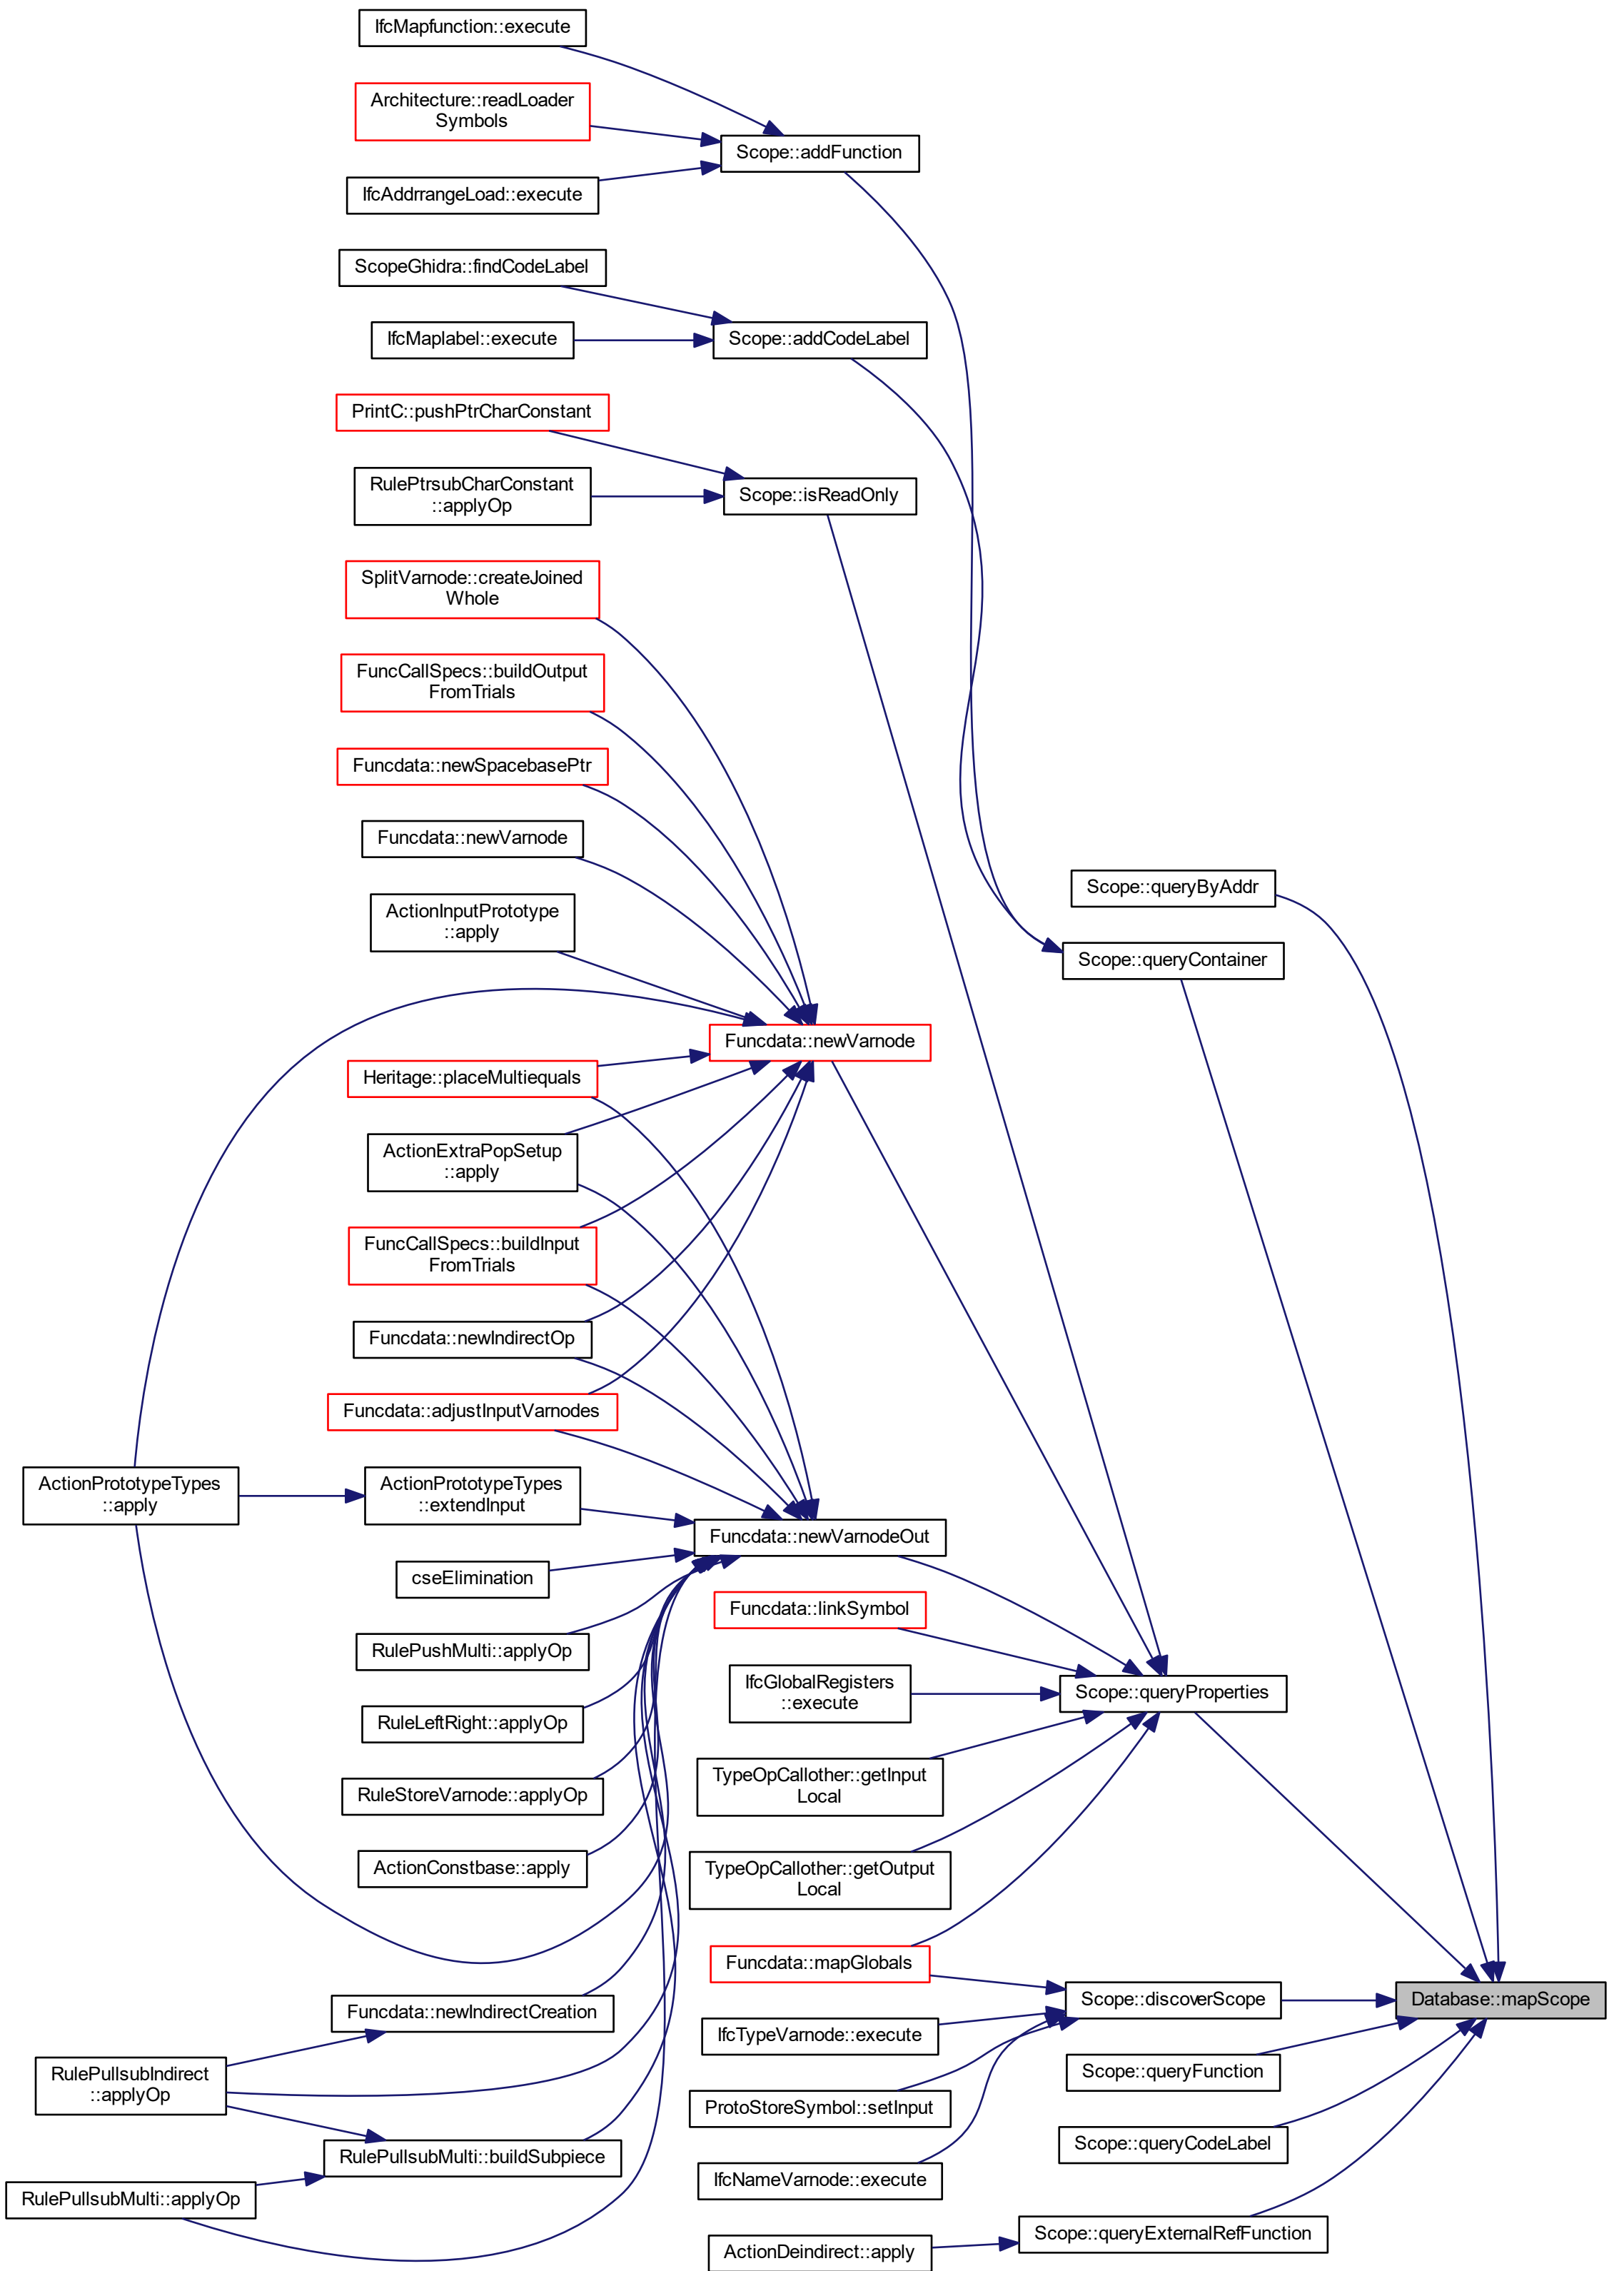 IfcMapfunction::execute
Architecture::readLoader
Symbols
Scope::addFunction
IfcAddrrangeLoad::execute
ScopeGhidra::findCodeLabel
IfcMaplabel::execute
Scope::addCodeLabel
PrintC::pushPtrCharConstant
RulePtrsubCharConstant
::applyOp
Scope::isReadOnly
SplitVarnode::createJoined
Whole
FuncCallSpecs::buildOutput
FromTrials
Funcdata::newSpacebasePtr
Funcdata::newVarnode
Scope::queryByAddr
ActionInputPrototype
::apply
Scope::queryContainer
Funcdata::newVarnode
Heritage::placeMultiequals
ActionExtraPopSetup
::apply
FuncCallSpecs::buildInput
FromTrials
Funcdata::newIndirectOp
Funcdata::adjustInputVarnodes
ActionPrototypeTypes
::apply
ActionPrototypeTypes
::extendInput
Funcdata::newVarnodeOut
cseElimination
Funcdata::linkSymbol
RulePushMulti::applyOp
IfcGlobalRegisters
::execute
Scope::queryProperties
RuleLeftRight::applyOp
TypeOpCallother::getInput
Local
RuleStoreVarnode::applyOp
ActionConstbase::apply
TypeOpCallother::getOutput
Local
Funcdata::mapGlobals
Scope::discoverScope
Database::mapScope
Funcdata::newIndirectCreation
IfcTypeVarnode::execute
Scope::queryFunction
RulePullsubIndirect
::applyOp
ProtoStoreSymbol::setInput
Scope::queryCodeLabel
RulePullsubMulti::buildSubpiece
IfcNameVarnode::execute
RulePullsubMulti::applyOp
Scope::queryExternalRefFunction
ActionDeindirect::apply